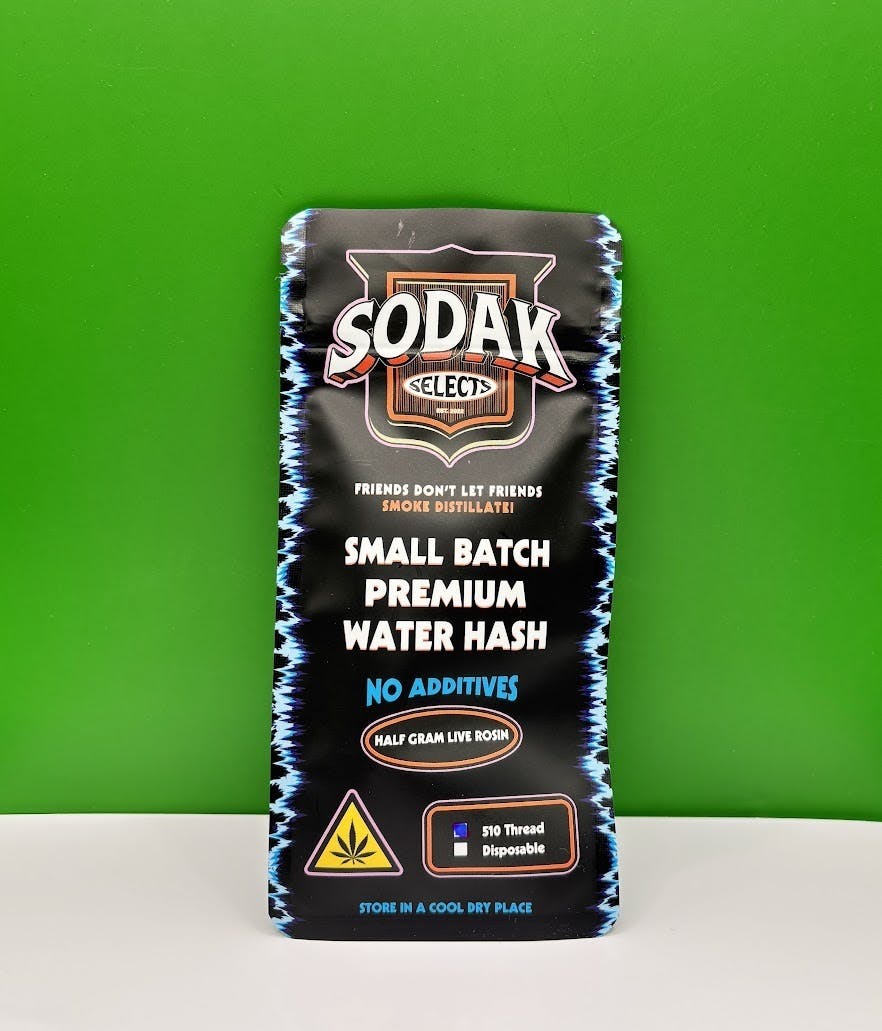 SODAK
SELECTS
FRIENDS DON'T LET FRIENDS
SMOKE DISTILLATE!
SMALL BATCH
PREMIUM
WATER HASH
NO ADDITIVES
HALF GRAM LIVE ROSIN
510 Thread
Disposable
STORE IN A COOL DRY PLACE